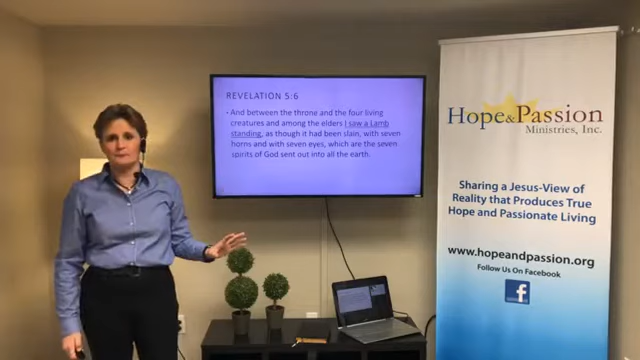 REVELATION 5:6
- And between the throne and the four living
creatures and among the elders I saw a Lamb
standing, as though it had been slain, with seven
horns and with seven eyes, which are the seven
spirits of God sent out into all the earth.
Hope&Passion
Ministries, Inc.
Sharing a Jesus-View of
Reality that Produces True
Hope and Passionate Living
www.hopeandpassion.org
Follow Us On Facebook
f